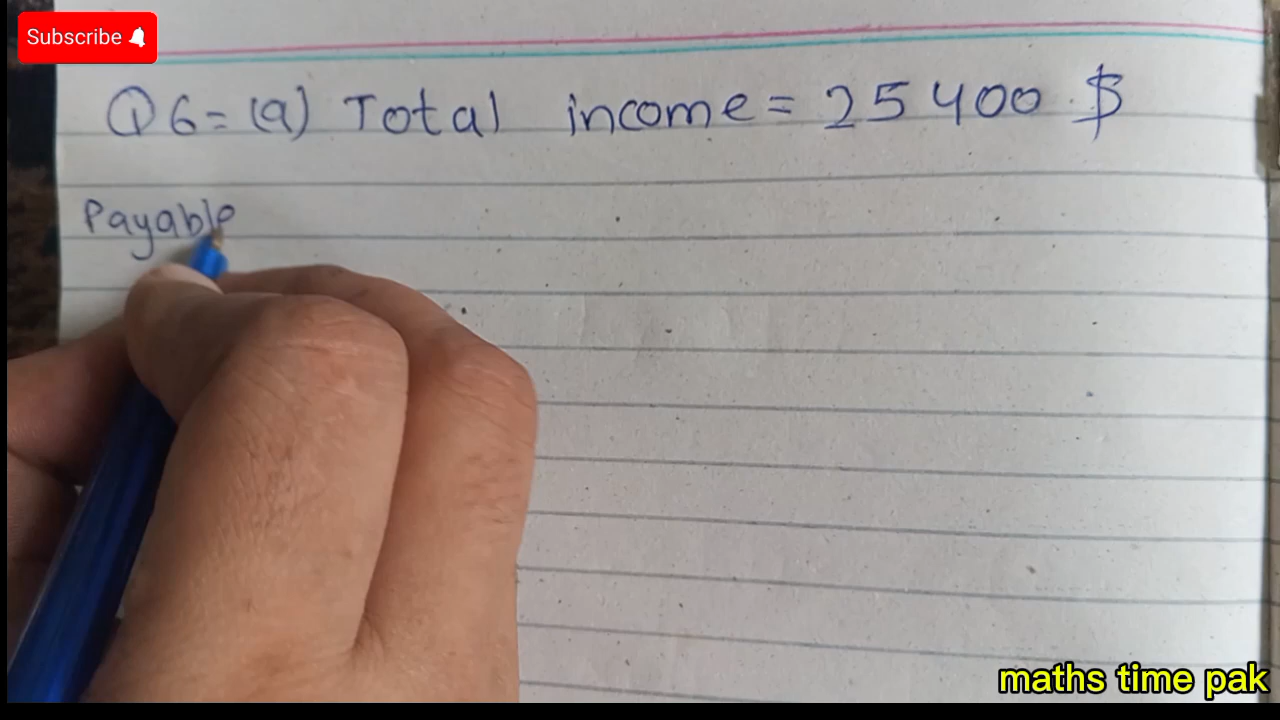 Subscribe
Q6=(a) Total income = 25400 $
Payable
maths time pak